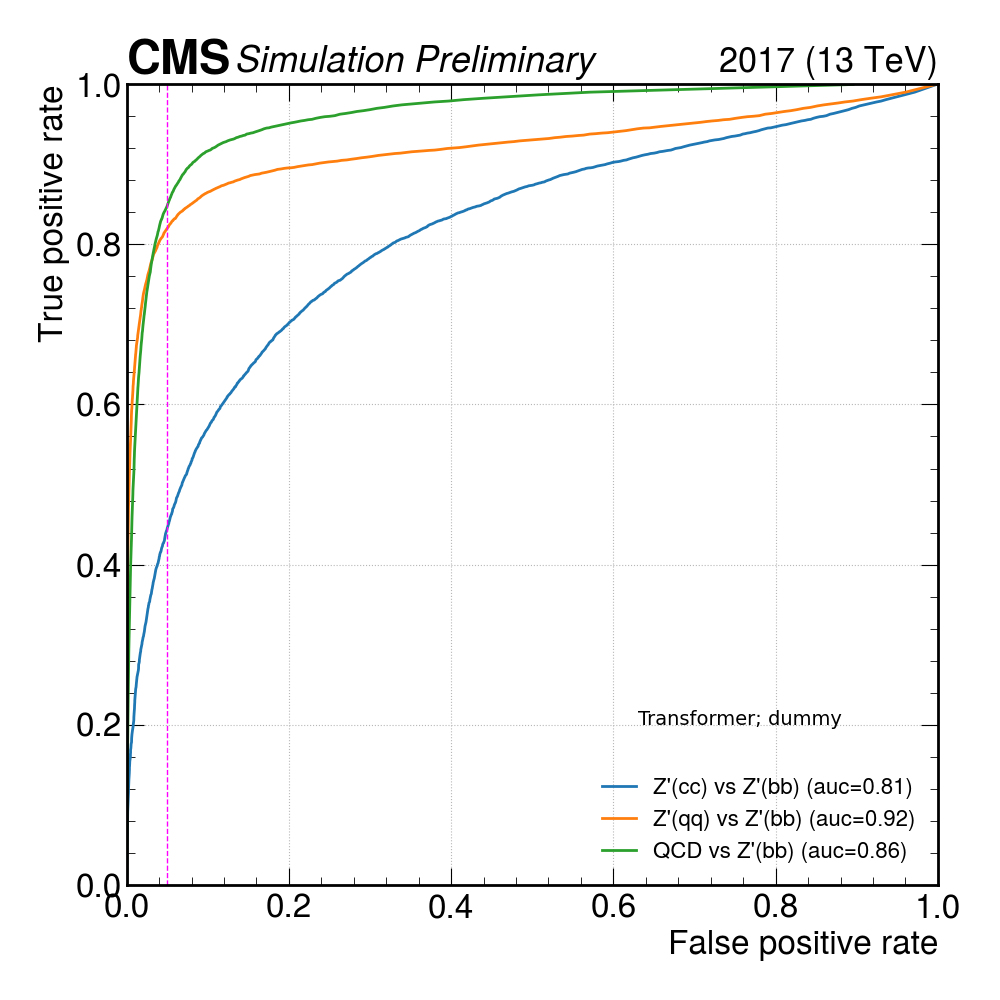 CMS Simulation Preliminary
2017 (13 TeV)
True positive rate
1.0
0.8
0.6
0.4
0.2
0.0
Transformer; dummy
Z'(cc) vs Z'(bb) (auc=0.81)
Z'(qq) vs Z'(bb) (auc=0.92)
QCD vs Z'(bb) (auc=0.86)
0.0 0.2 0.4 0.6 0.8 1.0
False positive rate